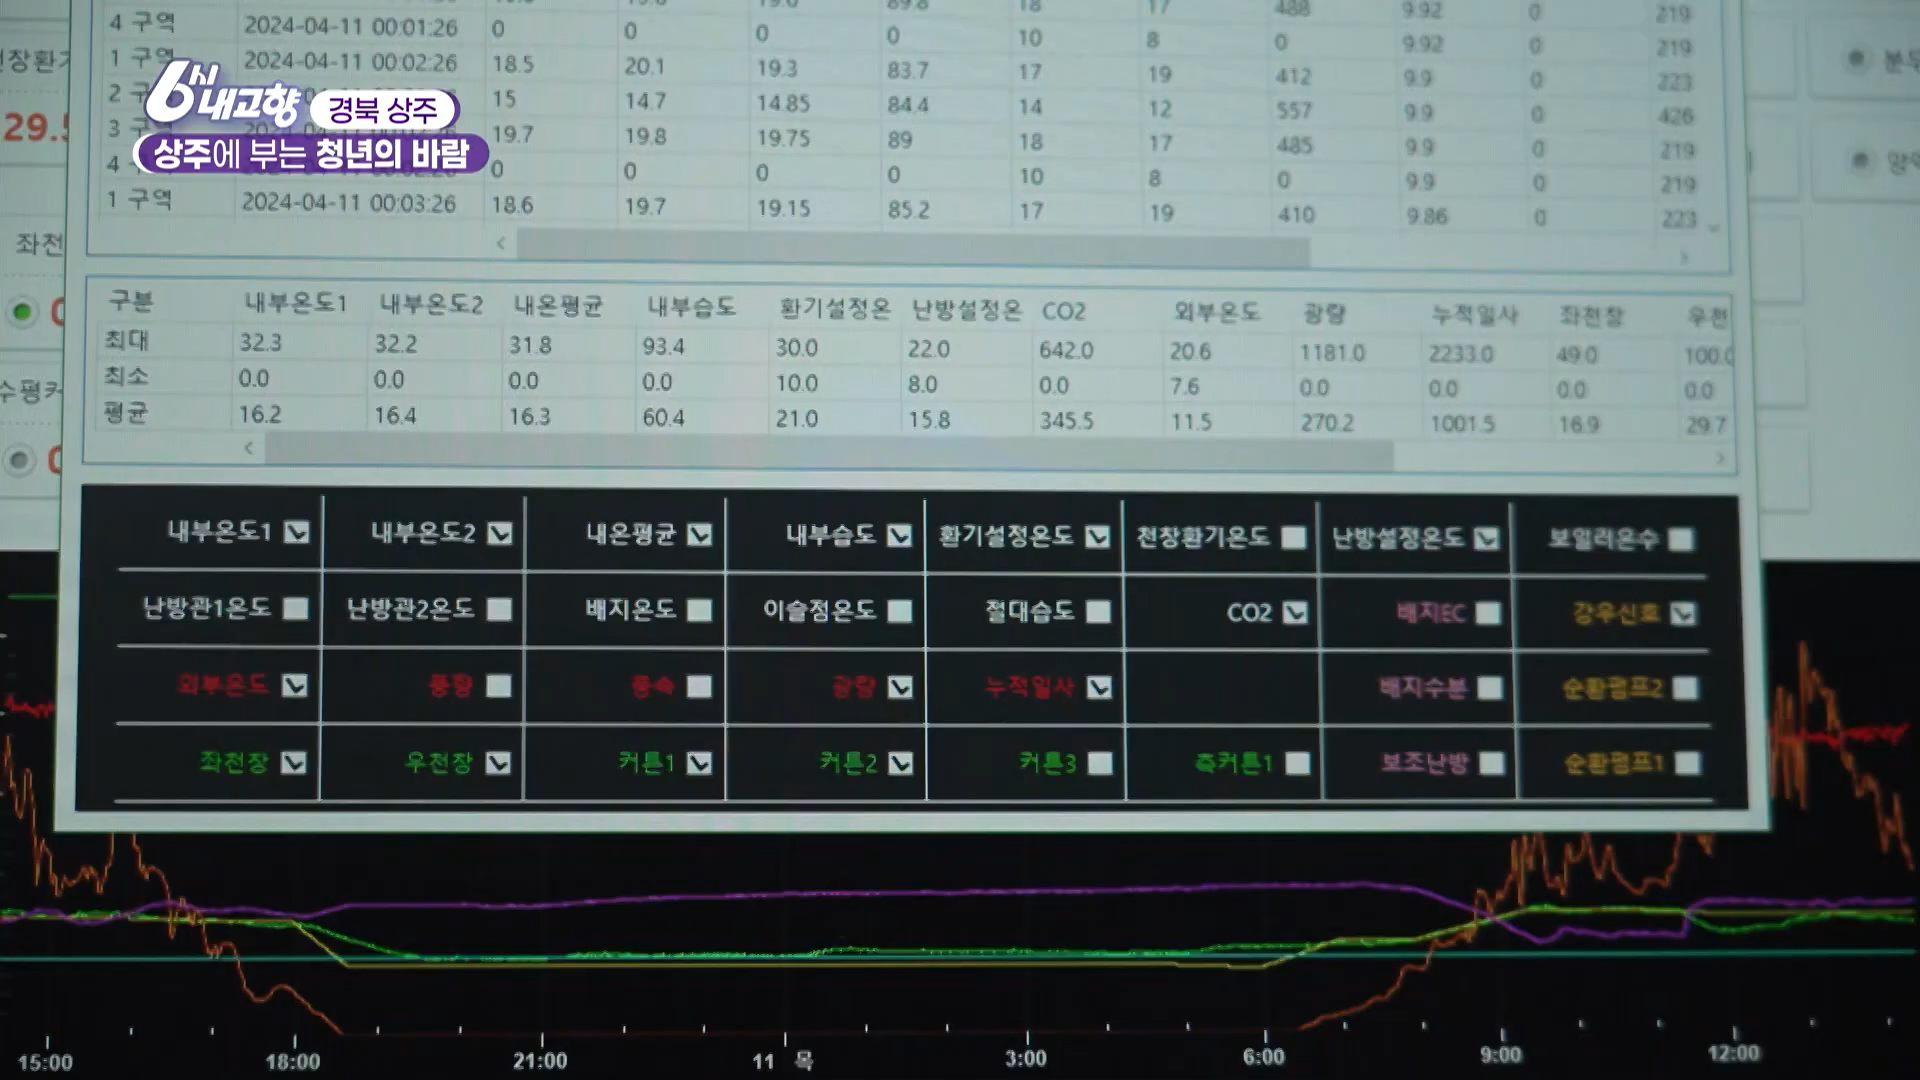 4 구역 2024-04-11 00:01:26 0 0 0 0 10 8 0 9.92 0 219
1 구역 2024-04-11 00:02:26 18.5 20.1 19.3 83.7 17 19 412 9.9 0 223
2 15 14.7 14.85 84.4 14 12 557 9.9 0 426
3 19.7 19.8 19.75 89 18 17 485 9.9 0 219
4 0 0 0 0 10 8 0 9.9 0 219
1 구역 2024-04-11 00:03:26 18.6 19.7 19.15 85.2 17 19 410 9.86 0 223
6시 내고향 경북 상주
상주에 부는 청년의 바람
29.5
좌천
수평커
구분 내부온도1 내부온도2 내온평균 내부습도 환기설정온 난방설정온 CO2 외부온도 광량 누적일사 좌천창 우천
최대 32.3 32.2 31.8 93.4 30.0 22.0 642.0 20.6 1181.0 2233.0 49.0 100.0
최소 0.0 0.0 0.0 0.0 10.0 8.0 0.0 7.6 0.0 0.0 0.0 0.0
평균 16.2 16.4 16.3 60.4 21.0 15.8 345.5 11.5 270.2 1001.5 16.9 29.7
내부온도1 내부온도2 내온평균 내부습도 환기설정온도 천창환기온도 난방설정온도 보일러온수
난방관1온도 난방관2온도 배지온도 이슬점온도 절대습도 CO2 배지EC 강우신호
외부온도 풍향 풍속 광량 누적일사 배지수분 순환펌프2
좌천창 우천창 커튼1 커튼2 커튼3 측커튼1 보조난방 순환펌프1
15:00 18:00 21:00 11 목 3:00 6:00 9:00 12:00